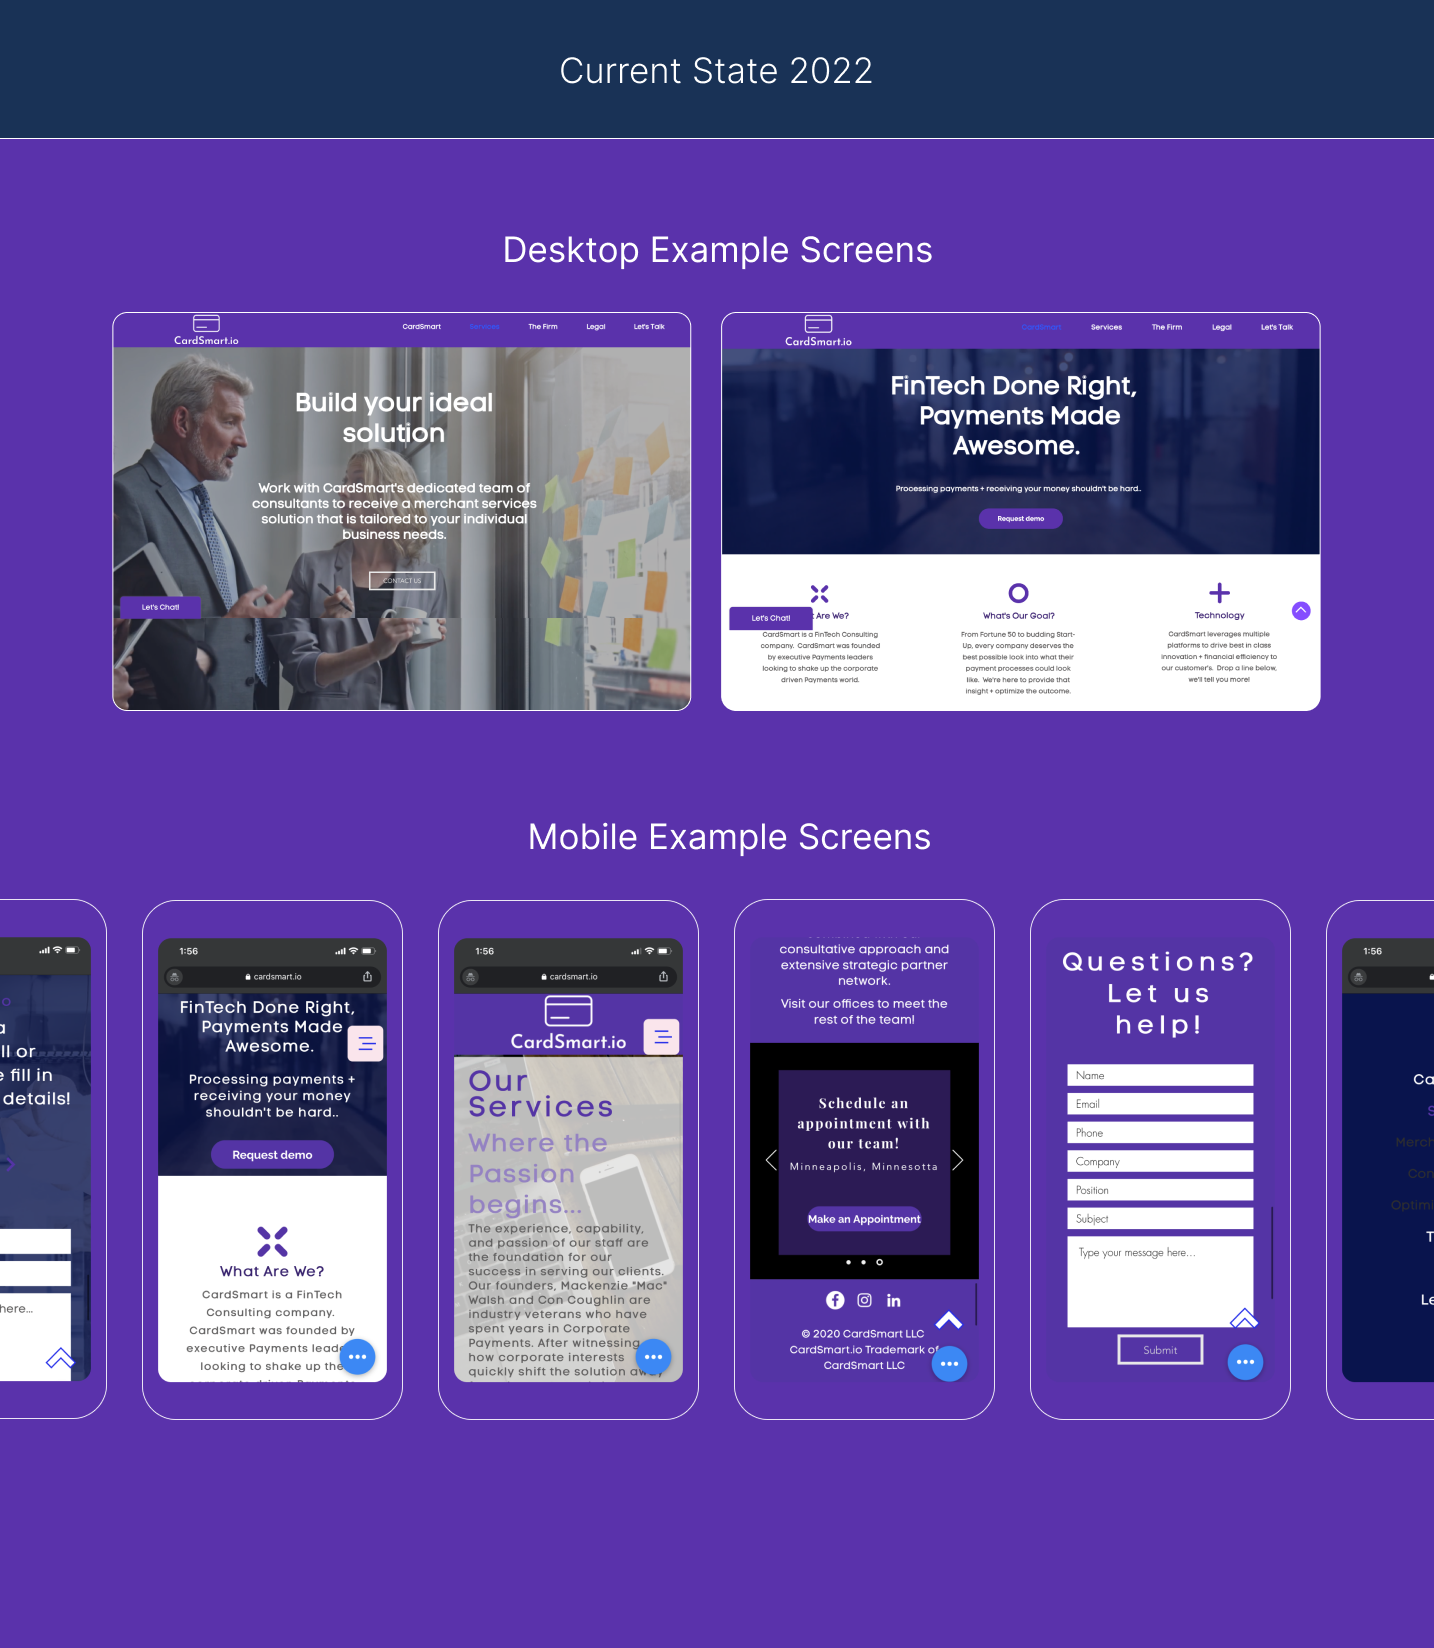 Current State 2022
Desktop Example Screens
CardSmart.io
CardSmart
Services
The Firm
Legal
Let's Talk
Build your ideal
solution
Work with CardSmart's dedicated team of
consultants to receive a merchant services
solution that is tailored to your individual
business needs.
CONTACT US
Let's Chat!
CardSmart.io
CardSmart
Services
The Firm
Legal
Let's Talk
FinTech Done Right,
Payments Made
Awesome.
Processing payments + receiving your money shouldn't be hard..
Request demo
Let's Chat!
Are We?
CardSmart is a FinTech Consulting
company. CardSmart was founded
by executive Payments leaders
looking to shake up the corporate
driven Payments world.
What's Our Goal?
From Fortune 50 to budding Start-
Up, every company deserves the
best possible look into what their
payment processes could look
like. We're here to provide that
insight + optimize the outcome.
Technology
CardSmart leverages multiple
platforms to drive best in class
innovation + financial efficiency to
our customer's. Drop a line below,
we'll tell you more!
Mobile Example Screens
o
a
ll or
e fill in
details!
here...
1:56
cardsmart.io
FinTech Done Right,
Payments Made
Awesome.
Processing payments +
receiving your money
shouldn't be hard..
Request demo
What Are We?
CardSmart is a FinTech
Consulting company.
CardSmart was founded by
executive Payments leade
looking to shake up the
1:56
cardsmart.io
CardSmart.io
Our
Services
Where the
Passion
begins...
The experience, capability,
and passion of our staff are
the foundation for our
success in serving our clients.
Our founders, Mackenzie "Mac"
Walsh and Con Coughlin are
industry veterans who have
spent years in Corporate
Payments. After witnessing
how corporate interests
quickly shift the solution away
consultative approach and
extensive strategic partner
network.
Visit our offices to meet the
rest of the team!
Schedule an
appointment with
our team!
Minneapolis, Minnesotta
Make an Appointment
© 2020 CardSmart LLC
CardSmart.io Trademark of
CardSmart LLC
Questions?
Let us
help!
Name
Email
Phone
Company
Position
Subject
Type your message here...
Submit
1:56
Ca
S
Merch
Con
Optimi
T
Le